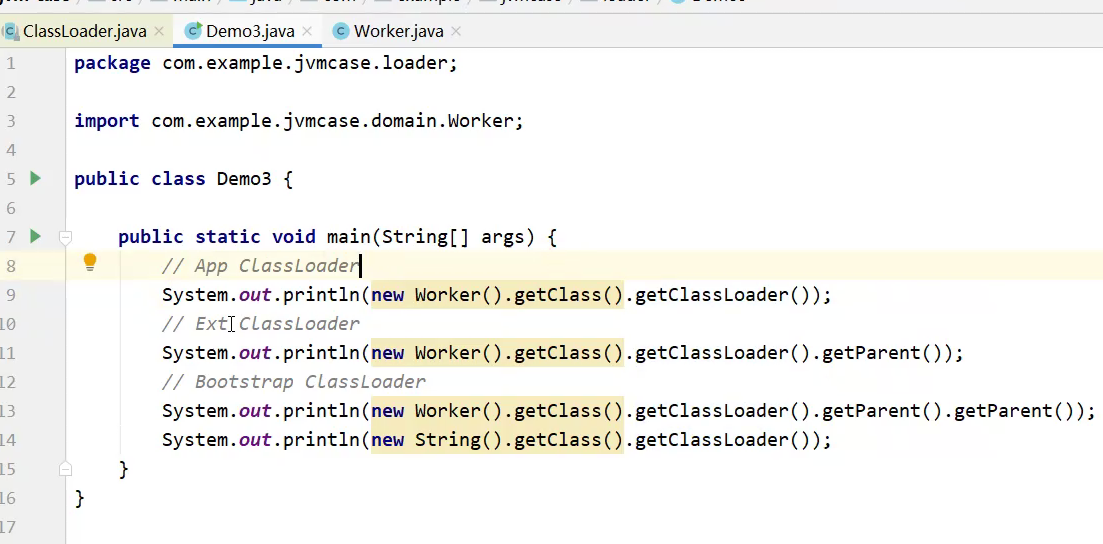 ClassLoader.java Demo3.java Worker.java
1 package com.example.jvmcase.loader;
2
3 import com.example.jvmcase.domain.Worker;
4
5 public class Demo3 {
6
7 public static void main(String[] args) {
8 // App ClassLoader
9 System.out.println(new Worker().getClass().getClassLoader());
10 // Ext ClassLoader
11 System.out.println(new Worker().getClass().getClassLoader().getParent());
12 // Bootstrap ClassLoader
13 System.out.println(new Worker().getClass().getClassLoader().getParent().getParent());
14 System.out.println(new String().getClass().getClassLoader());
15 }
16 }
17